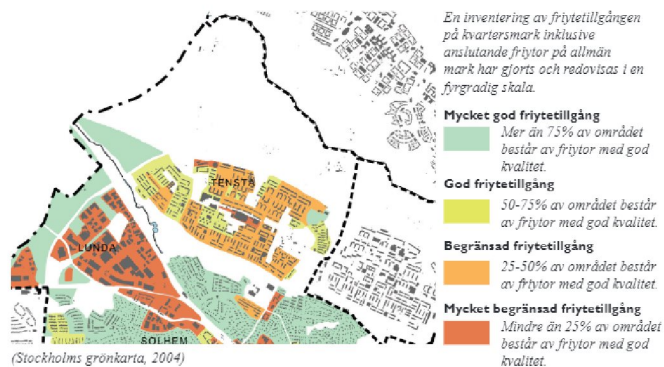 En inventering av friytetillgången
på kvartersmark inklusive
anslutande friytor på allmän
mark har gjorts och redovisas i en
fyrgradig skala.
Mycket god friytetillgång
Mer än 75% av området
består av friytor med god
kvalitet.
God friytetillgång
50-75% av området består
av friytor med god kvalitet.
Begränsad friytetillgång
25-50% av området består
av friytor med god kvalitet.
Mycket begränsad friytetillgång
Mindre än 25% av området
består av friytor med god
kvalitet.
TENSTA
LUNDA
SOLHEM
(Stockholms grönkarta, 2004)